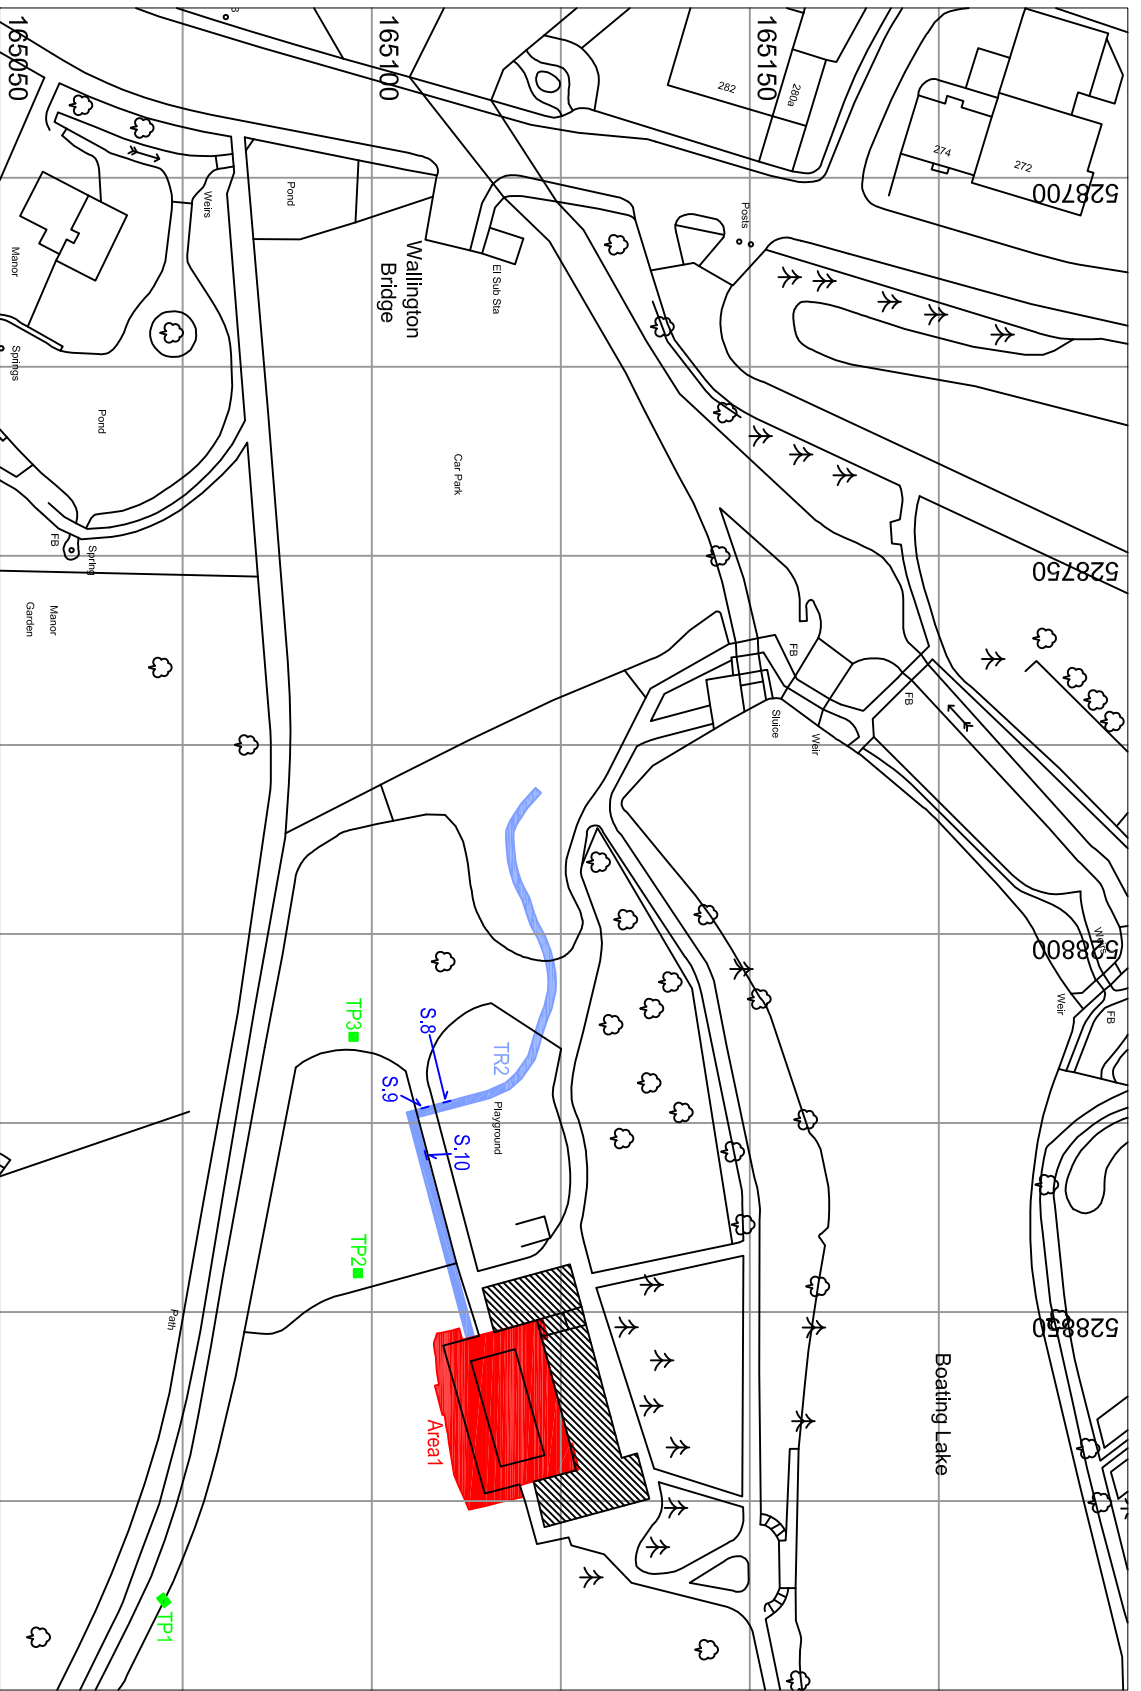 165050
165100
165150
528700
528750
528800
528850
282
280a
274
272
Posts
Pond
Weirs
Wallington
Bridge
El Sub Sta
Manor
Springs
Pond
Car Park
FB
Spring
Manor
Garden
FB
FB
Sluice
Weir
Weirs
Weir
FB
TP3
S.8
TR2
S.9
S.10
Playground
TP2
Path
Area1
Boating Lake
TP1